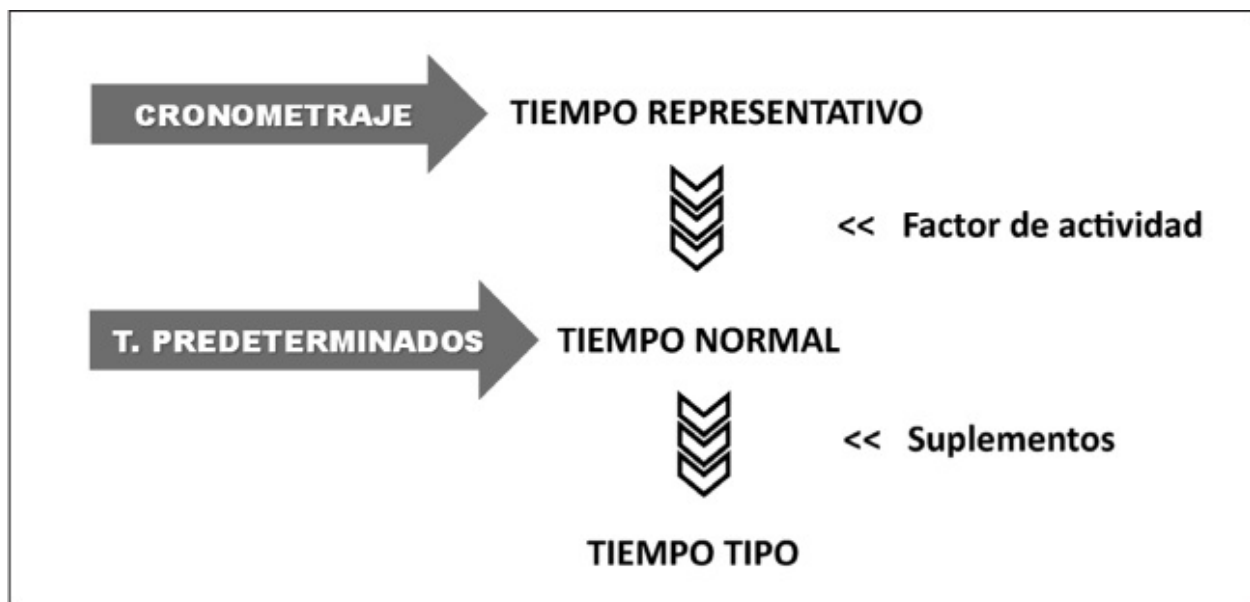 CRONOMETRAJE
TIEMPO REPRESENTATIVO
<< Factor de actividad
T. PREDETERMINADOS
TIEMPO NORMAL
<< Suplementos
TIEMPO TIPO